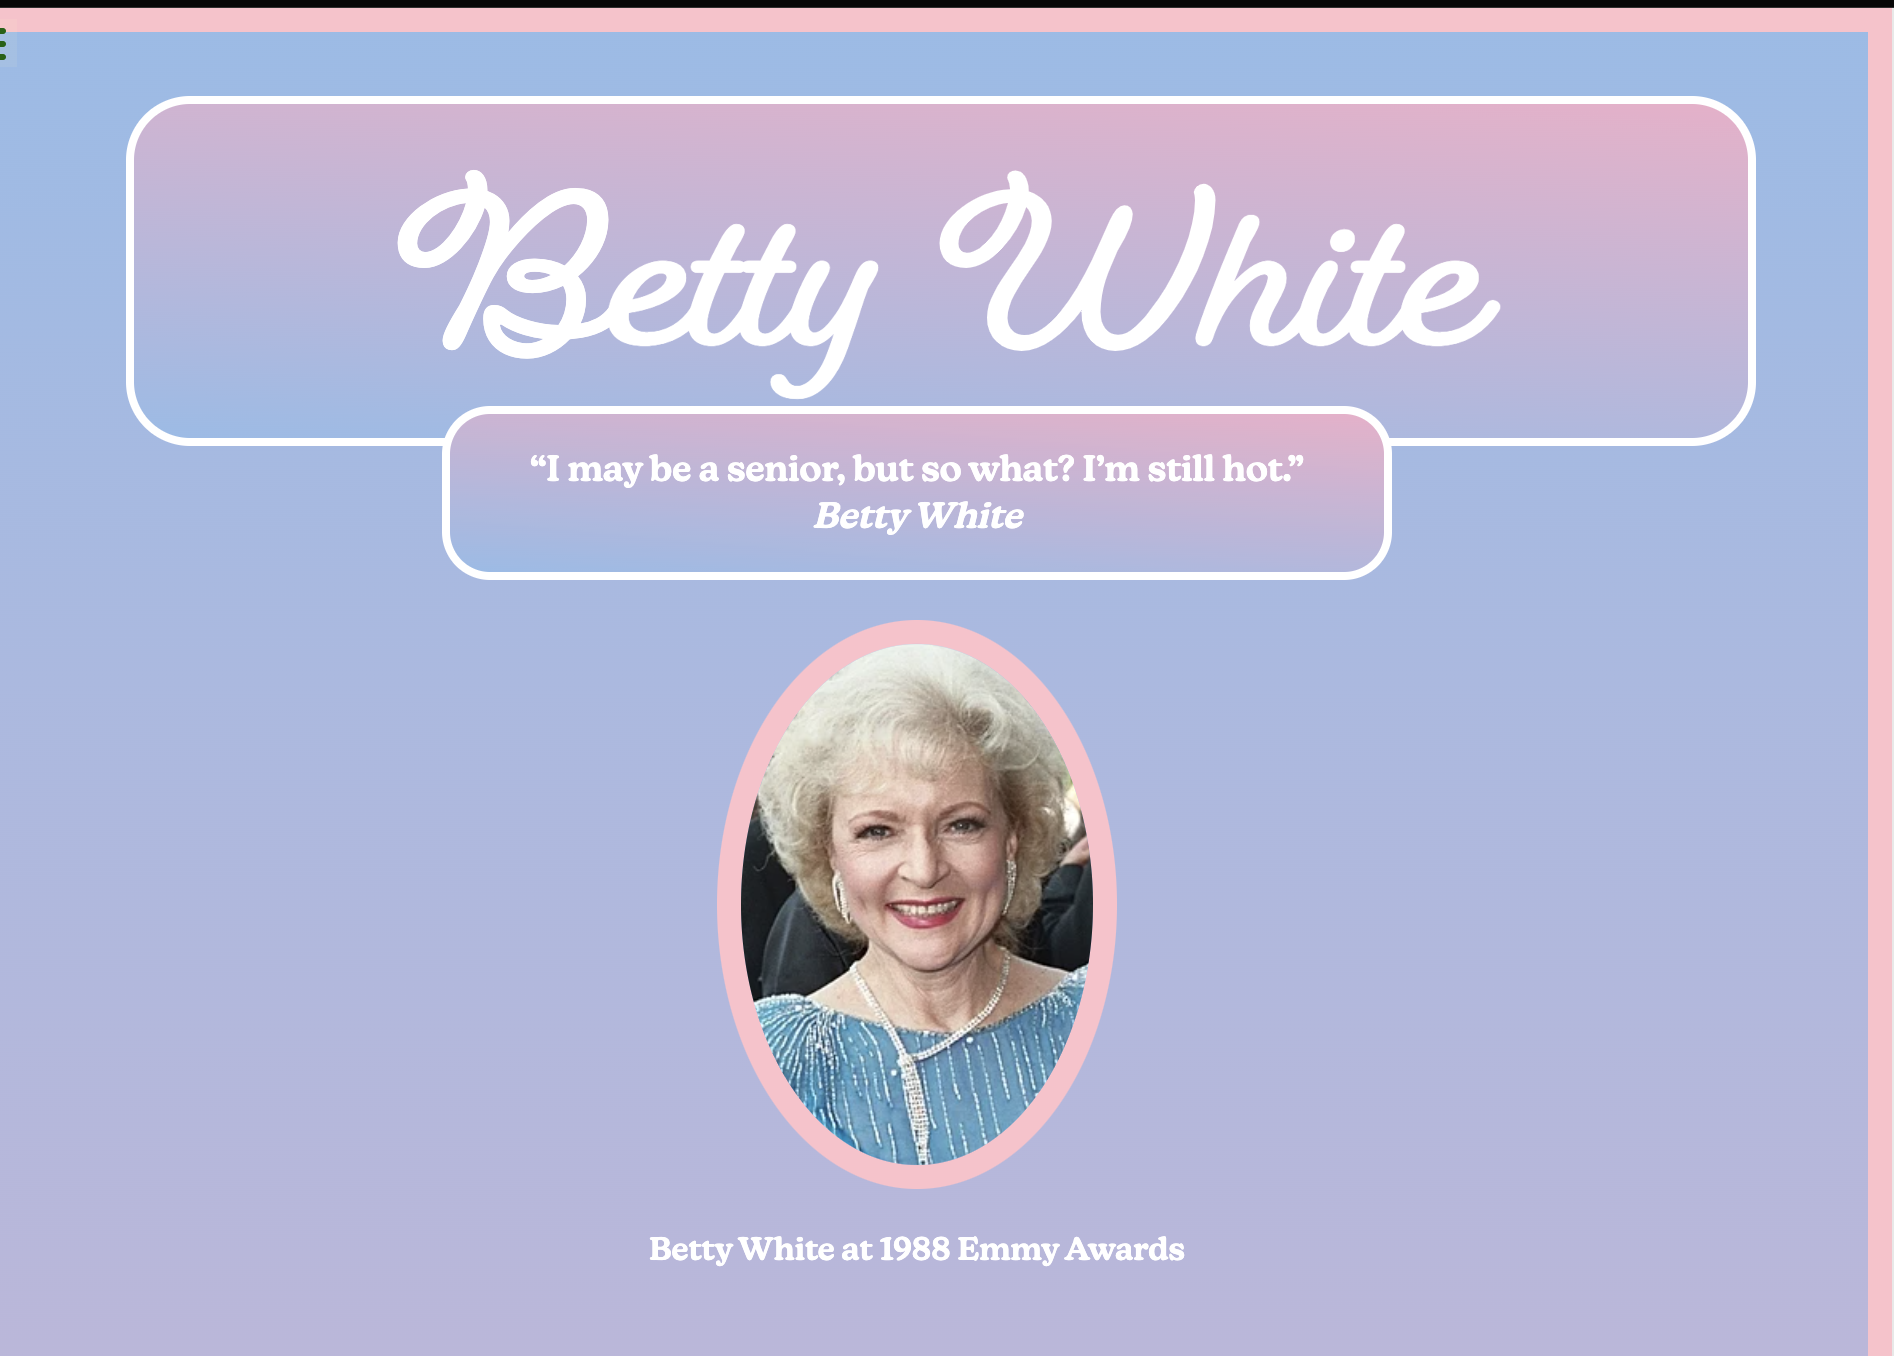 Betty White
“I may be a senior, but so what? I’m still hot.”
Betty White
Betty White at 1988 Emmy Awards